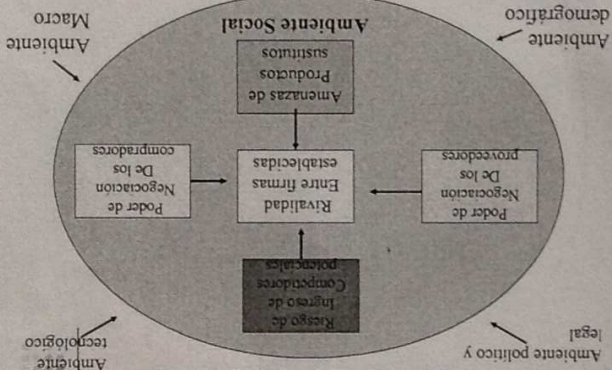 Ambiente político y
legal
Ambiente
tecnológico
Riesgo de
Ingreso de
Competidores
potenciales
Poder de
Negociación
De los
proveedores
Rivalidad
Entre firmas
establecidas
Poder de
Negociación
De los
compradores
Amenazas de
Productos
sustitutos
Ambiente Social
Ambiente
demográfico
Ambiente
Macro